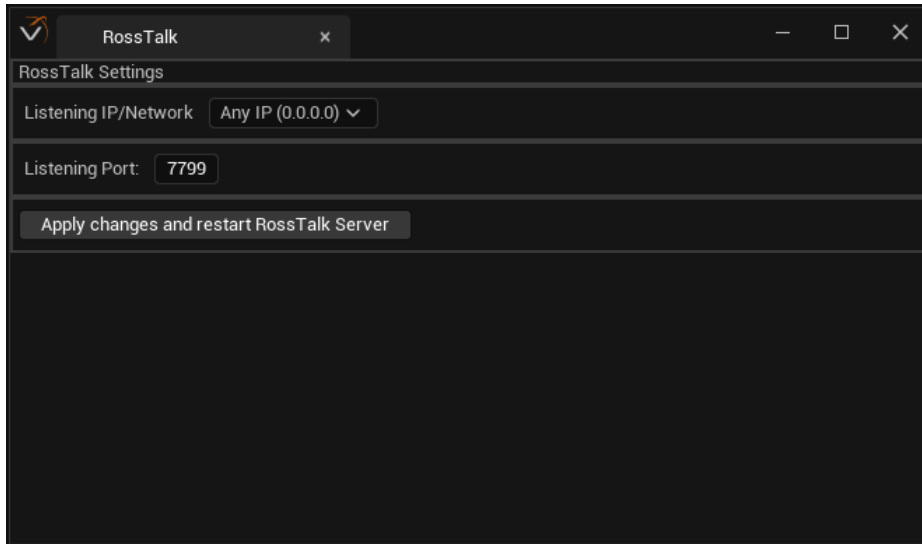 RossTalk
RossTalk Settings
Listening IP/Network Any IP (0.0.0.0)
Listening Port: 7799
Apply changes and restart RossTalk Server